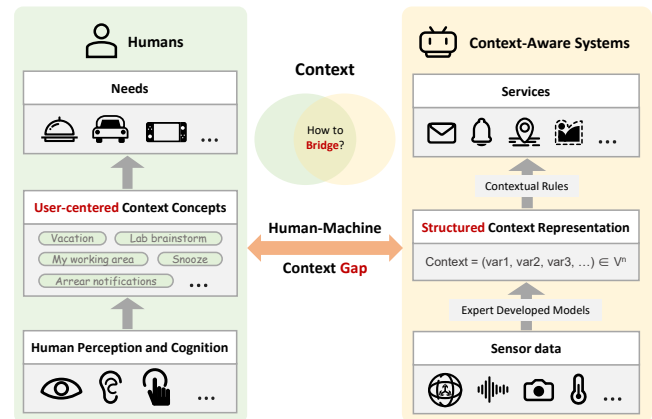 Humans
Needs
...
User-centered Context Concepts
Vacation
Lab brainstorm
My working area
Snooze
Arrear notifications
...
Human Perception and Cognition
...
Context
How to
Bridge?
Human-Machine
Context Gap
Context-Aware Systems
Services
...
Contextual Rules
Structured Context Representation
Context = (var1, var2, var3, …) ∈ Vⁿ
Expert Developed Models
Sensor data
...